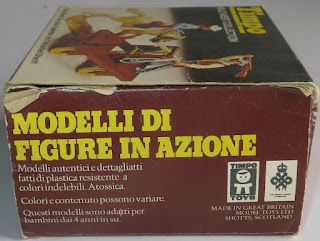 Timpo
MODELLI DI
FIGURE IN AZIONE
Modelli autentici e dettagliati
fatti di plastica resistente a
colori indelebili. Atossica.
Colori e contenuto possono variare.
Questi modelli sono adatti per
bambini dai 4 anni in su.
TIMPO
TOYS
MADE IN GREAT BRITAIN
MODEL TOYS LTD
SHOTTS, SCOTLAND